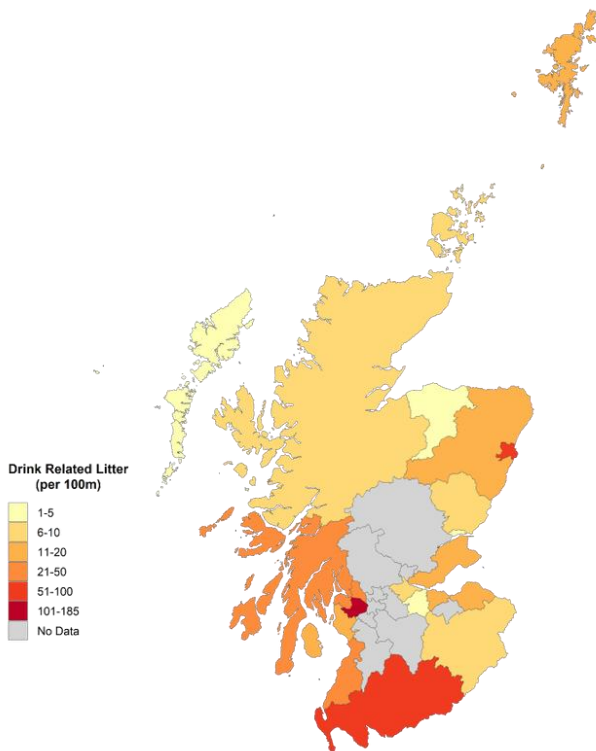 Drink Related Litter
(per 100m)
1-5
6-10
11-20
21-50
51-100
101-185
No Data